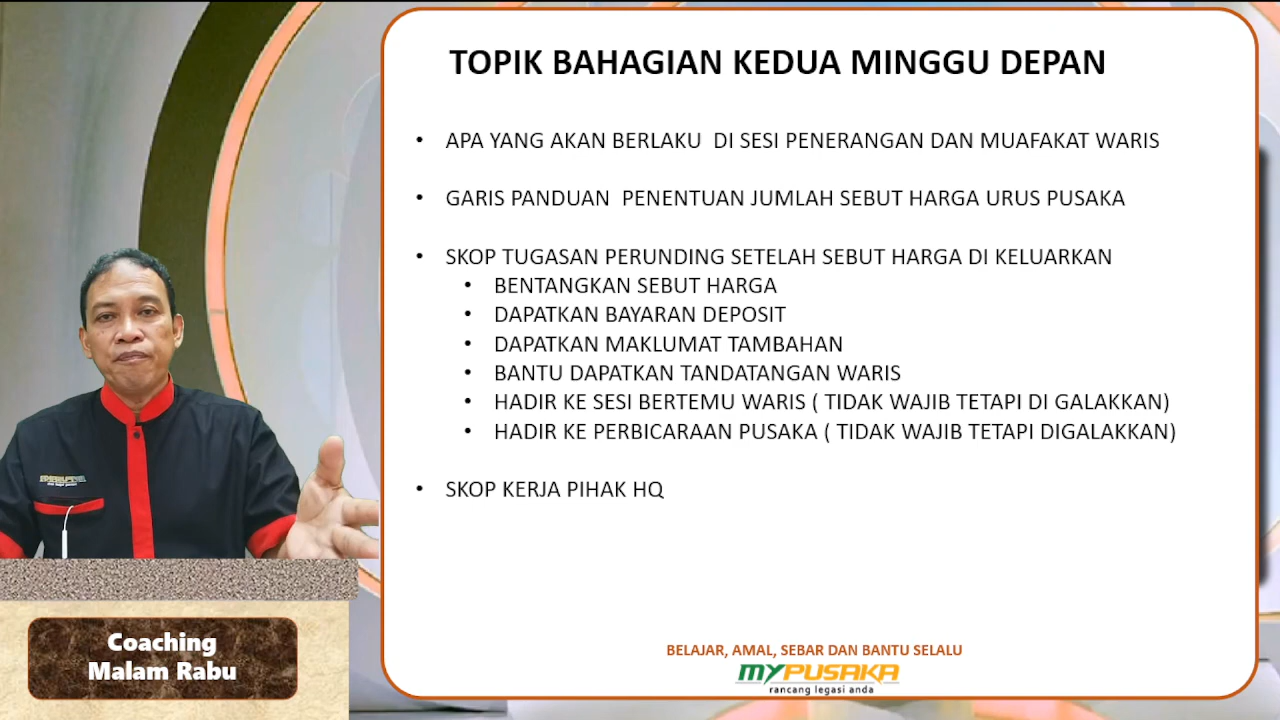 TOPIK BAHAGIAN KEDUA MINGGU DEPAN
• APA YANG AKAN BERLAKU DI SESI PENERANGAN DAN MUAFAKAT WARIS
• GARIS PANDUAN PENENTUAN JUMLAH SEBUT HARGA URUS PUSAKA
• SKOP TUGASAN PERUNDING SETELAH SEBUT HARGA DI KELUARKAN
• BENTANGKAN SEBUT HARGA
• DAPATKAN BAYARAN DEPOSIT
• DAPATKAN MAKLUMAT TAMBAHAN
• BANTU DAPATKAN TANDATANGAN WARIS
• HADIR KE SESI BERTEMU WARIS ( TIDAK WAJIB TETAPI DI GALAKKAN)
• HADIR KE PERBICARAAN PUSAKA ( TIDAK WAJIB TETAPI DIGALAKKAN)
• SKOP KERJA PIHAK HQ
Coaching
Malam Rabu
BELAJAR, AMAL, SEBAR DAN BANTU SELALU
MYPUSAKA
rancang legasi anda